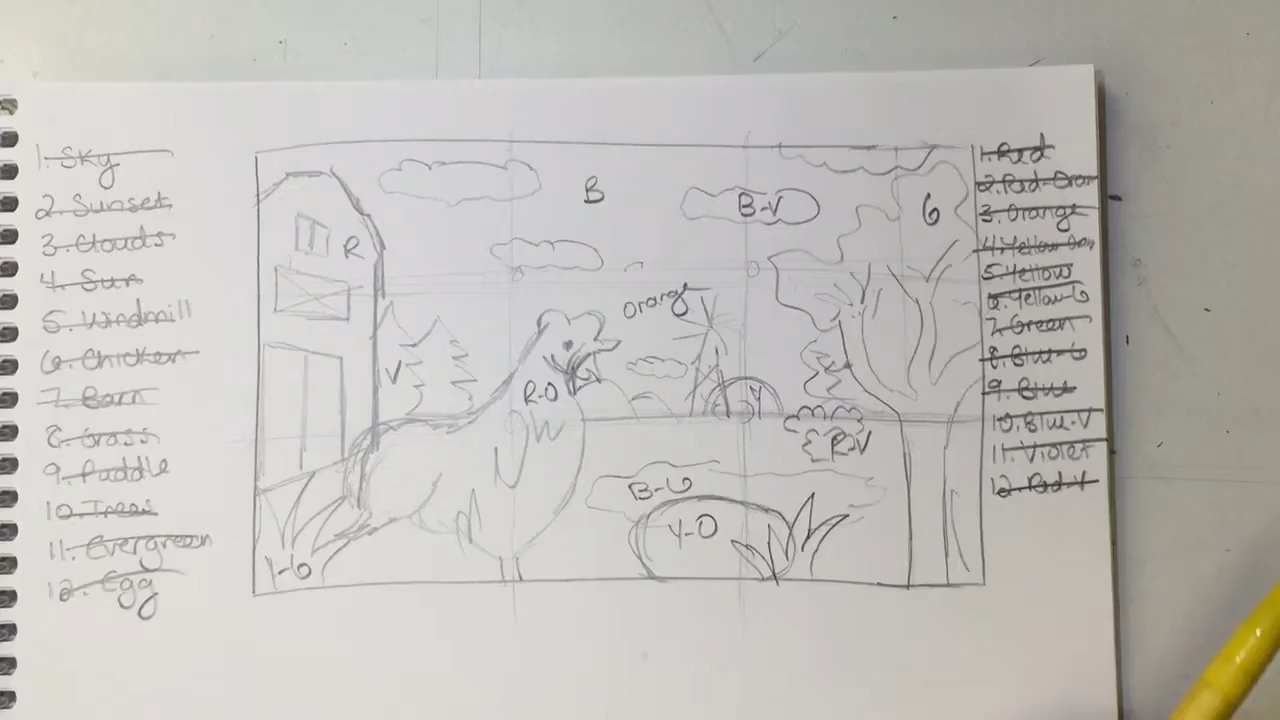 1. Sky
2. Sunset
3. Clouds
4. Sun
5. Windmill
6. Chicken
7. Barn
8. Grass
9. Puddle
10. Trees
11. Evergreen
12. Egg
B
B-V
G
R
Orange
V
R-O
Y
R-V
B-G
Y-O
Y-G
1. Red
2. Red-Oran
3. Orange
4. Yellow-Oran
5. Yellow
6. Yellow-G
7. Green
8. Blue-G
9. Blue
10. Blue-V
11. Violet
12. Red-V